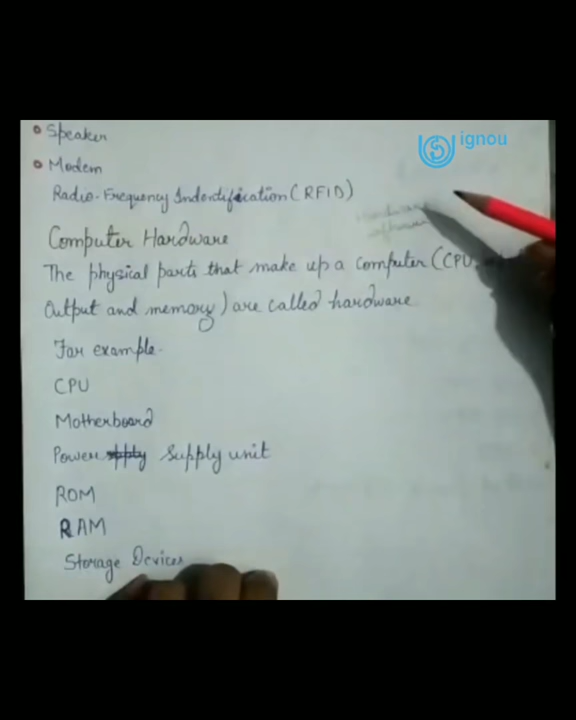 Speaker
ignou
Modem
Radio-Frequency Indentification (RFID)
Hardware
Computer Hardware
The physical parts that make up a computer (CPU,
Output and memory) are called hardware
For example-
CPU
Motherboard
Power supply unit
ROM
RAM
Storage Devices